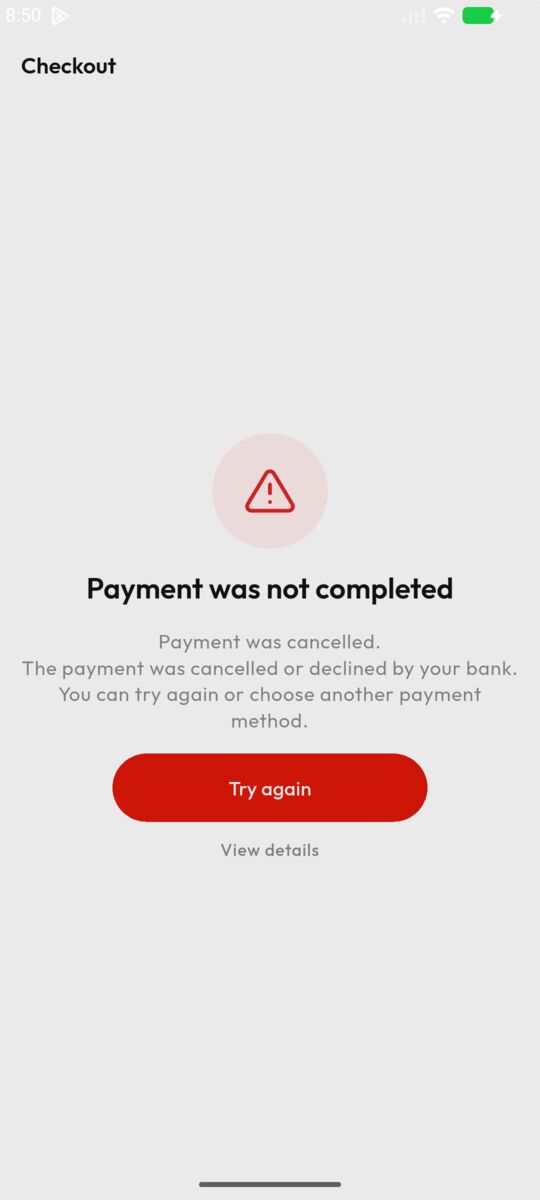 8:50
Checkout
Payment was not completed
Payment was cancelled.
The payment was cancelled or declined by your bank.
You can try again or choose another payment
method.
Try again
View details